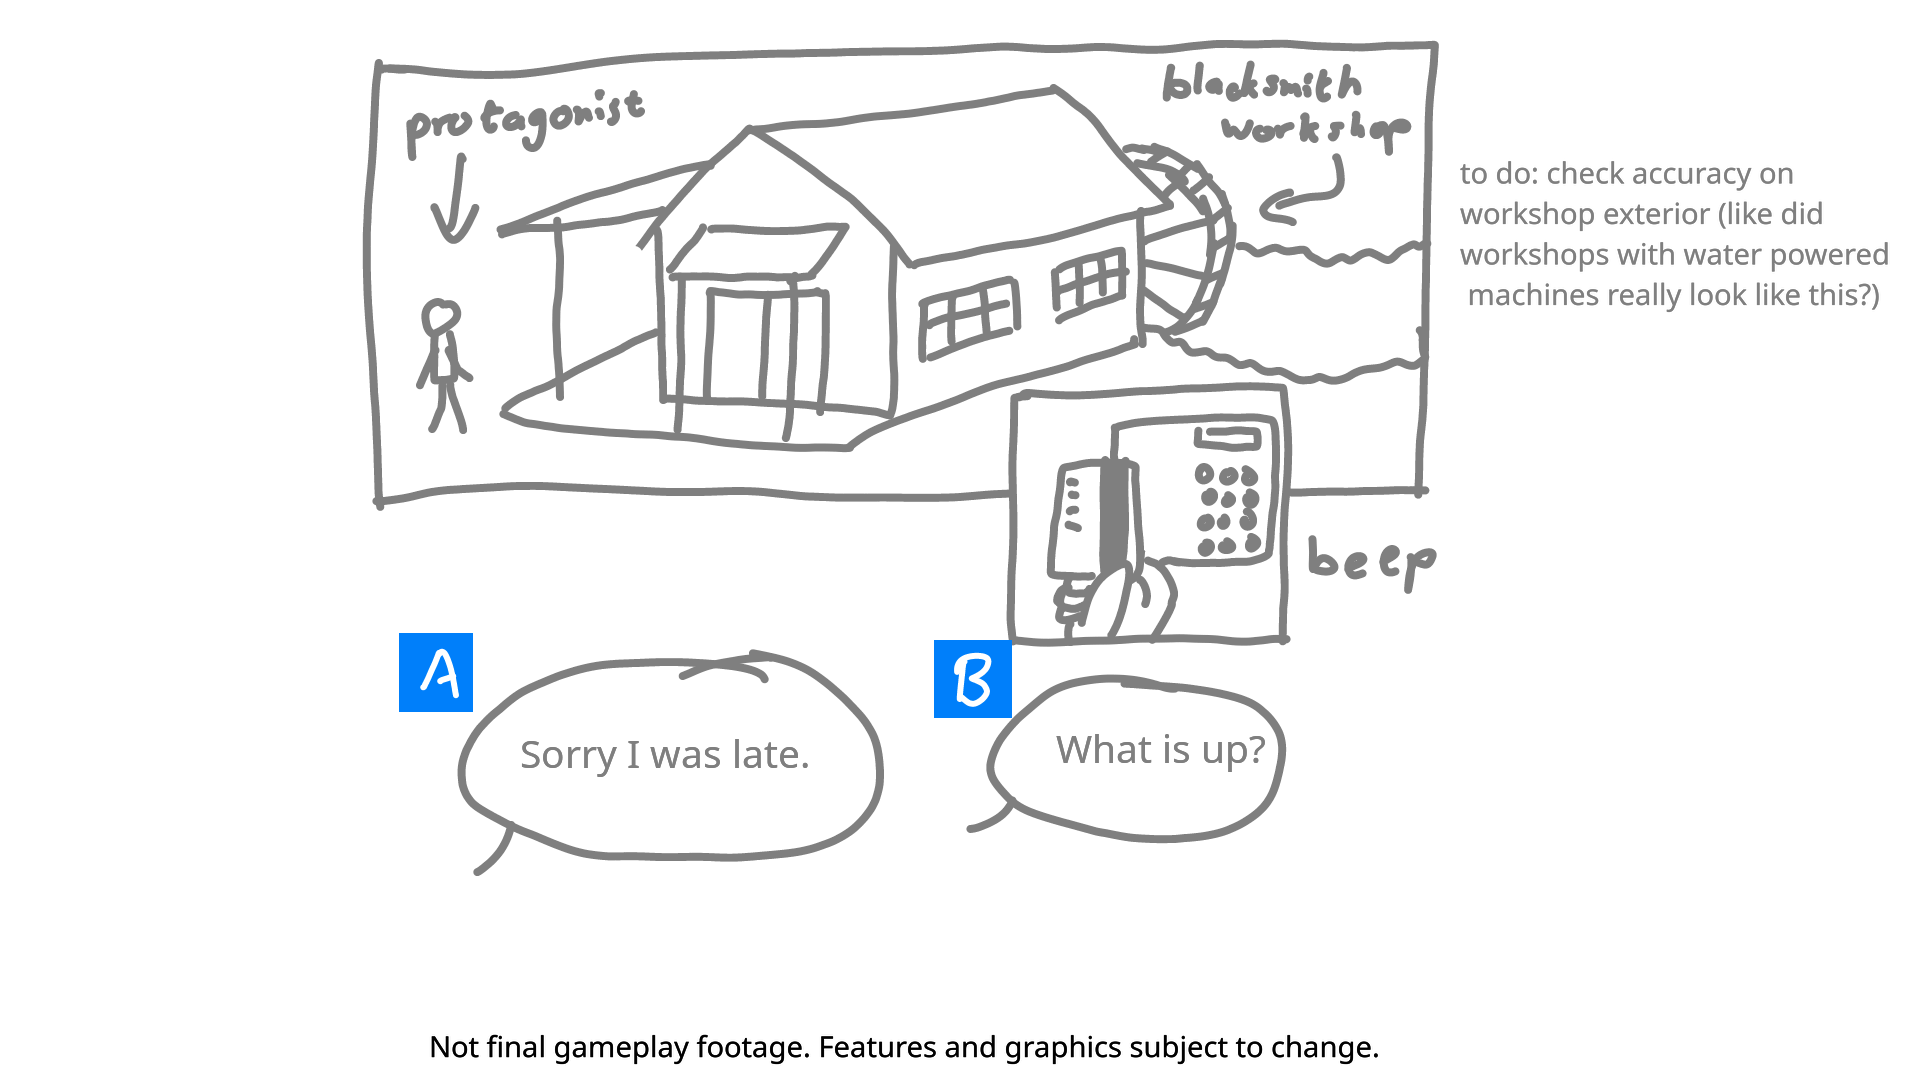 protagonist
blacksmith
workshop
to do: check accuracy on
workshop exterior (like did
workshops with water powered
machines really look like this?)
beep
A
Sorry I was late.
B
What is up?
Not final gameplay footage. Features and graphics subject to change.